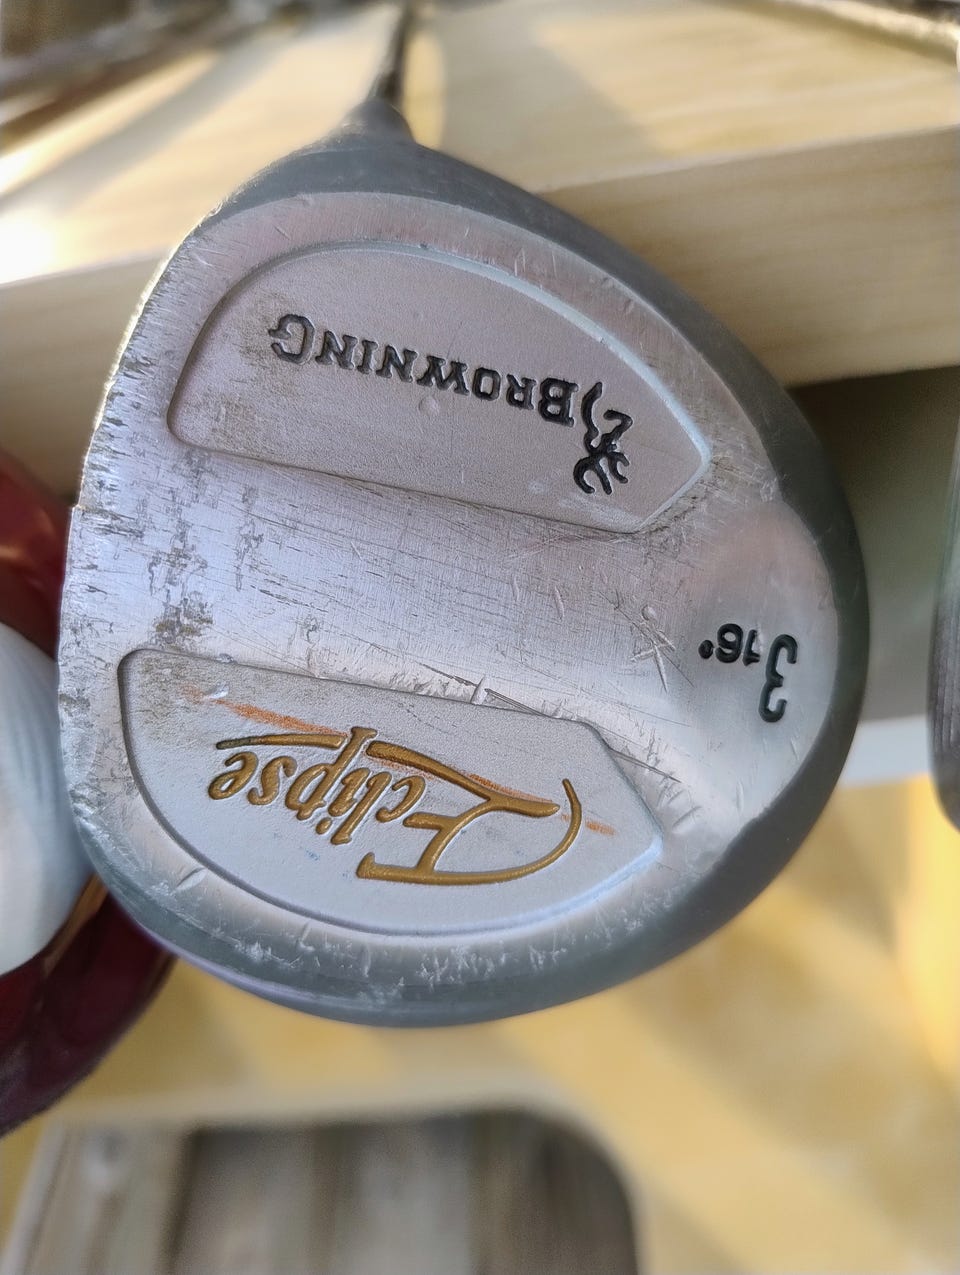 BROWNING
3 16°
Eclipse